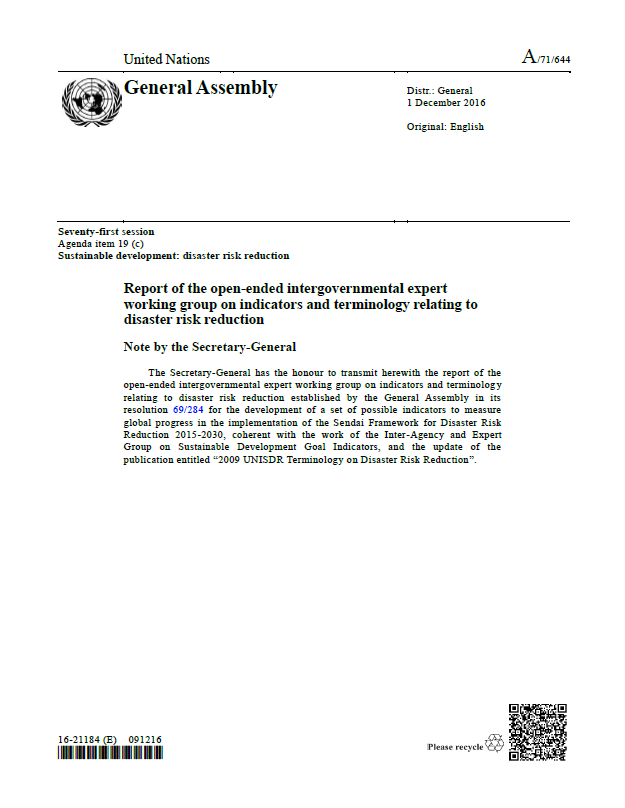 United Nations
A/71/644
General Assembly
Distr.: General
1 December 2016
Original: English
Seventy-first session
Agenda item 19 (c)
Sustainable development: disaster risk reduction
Report of the open-ended intergovernmental expert
working group on indicators and terminology relating to
disaster risk reduction
Note by the Secretary-General
The Secretary-General has the honour to transmit herewith the report of the
open-ended intergovernmental expert working group on indicators and terminology
relating to disaster risk reduction established by the General Assembly in its
resolution 69/284 for the development of a set of possible indicators to measure
global progress in the implementation of the Sendai Framework for Disaster Risk
Reduction 2015-2030, coherent with the work of the Inter-Agency and Expert
Group on Sustainable Development Goal Indicators, and the update of the
publication entitled “2009 UNISDR Terminology on Disaster Risk Reduction”.
16-21184 (E) 091216
Please recycle